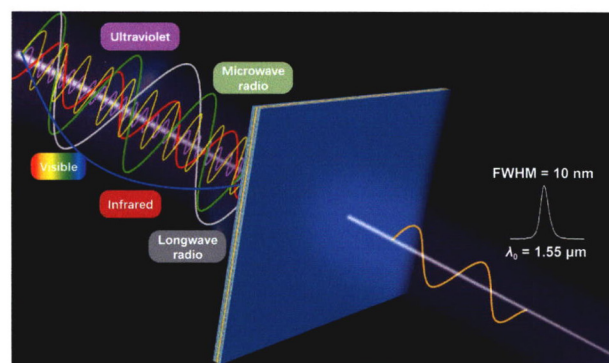 Ultraviolet
Microwave
radio
Visible
Infrared
Longwave
radio
FWHM = 10 nm
λ₀ = 1.55 μm